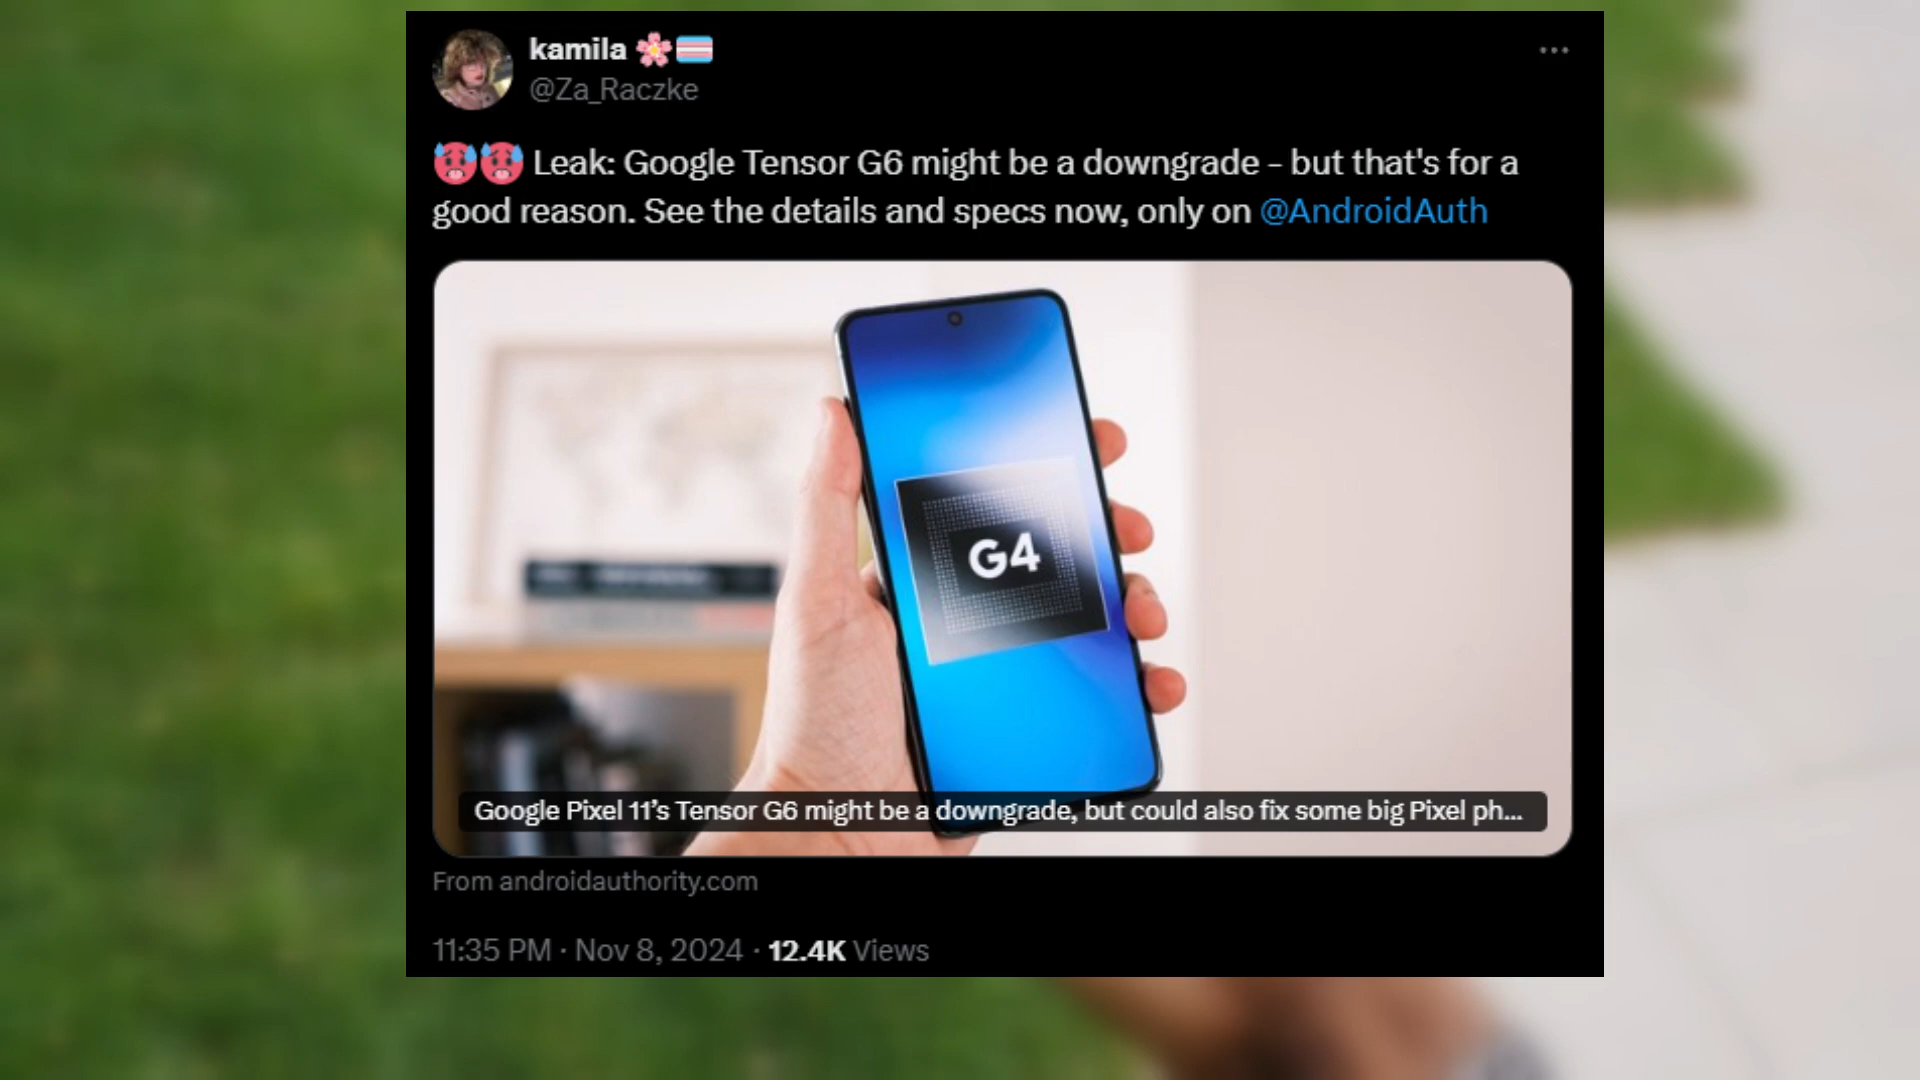 kamila 🌸🏳️‍⚧️
@Za_Raczke
🥵🥵 Leak: Google Tensor G6 might be a downgrade – but that's for a
good reason. See the details and specs now, only on @AndroidAuth
G4
Google Pixel 11’s Tensor G6 might be a downgrade, but could also fix some big Pixel ph...
From androidauthority.com
11:35 PM · Nov 8, 2024 · 12.4K Views